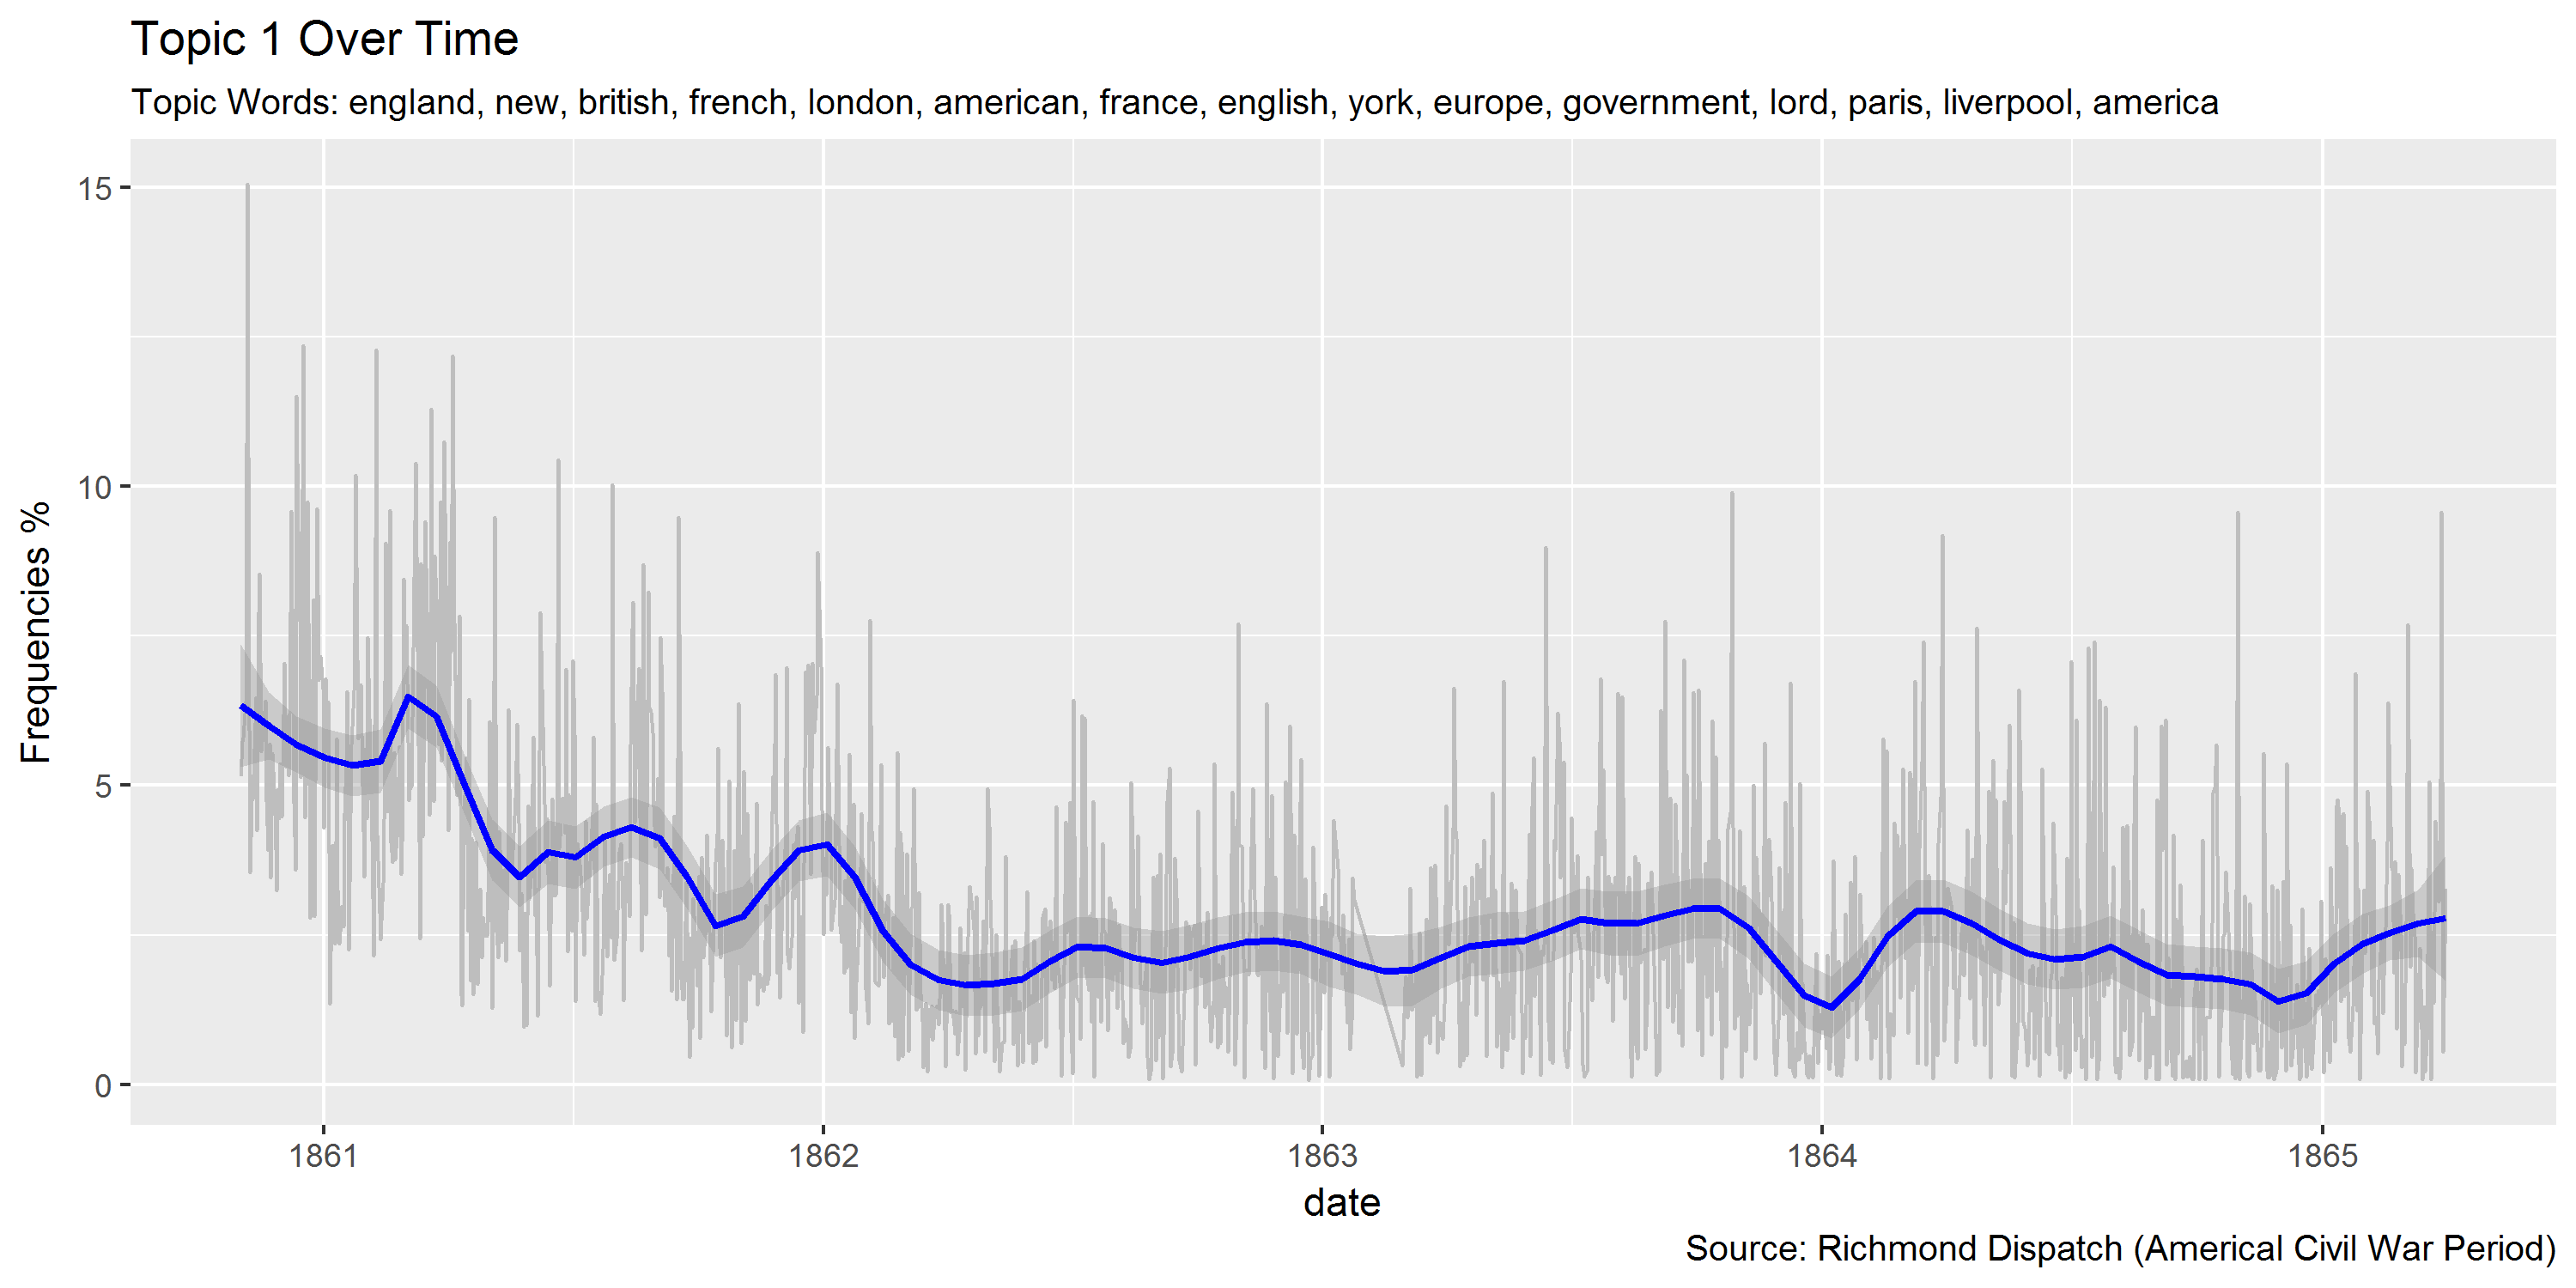 Topic 1 Over Time
Topic Words: england, new, british, french, london, american, france, english, york, europe, government, lord, paris, liverpool, america
Frequencies %
15
10
5
0
1861 1862 1863 1864 1865
date
Source: Richmond Dispatch (Americal Civil War Period)